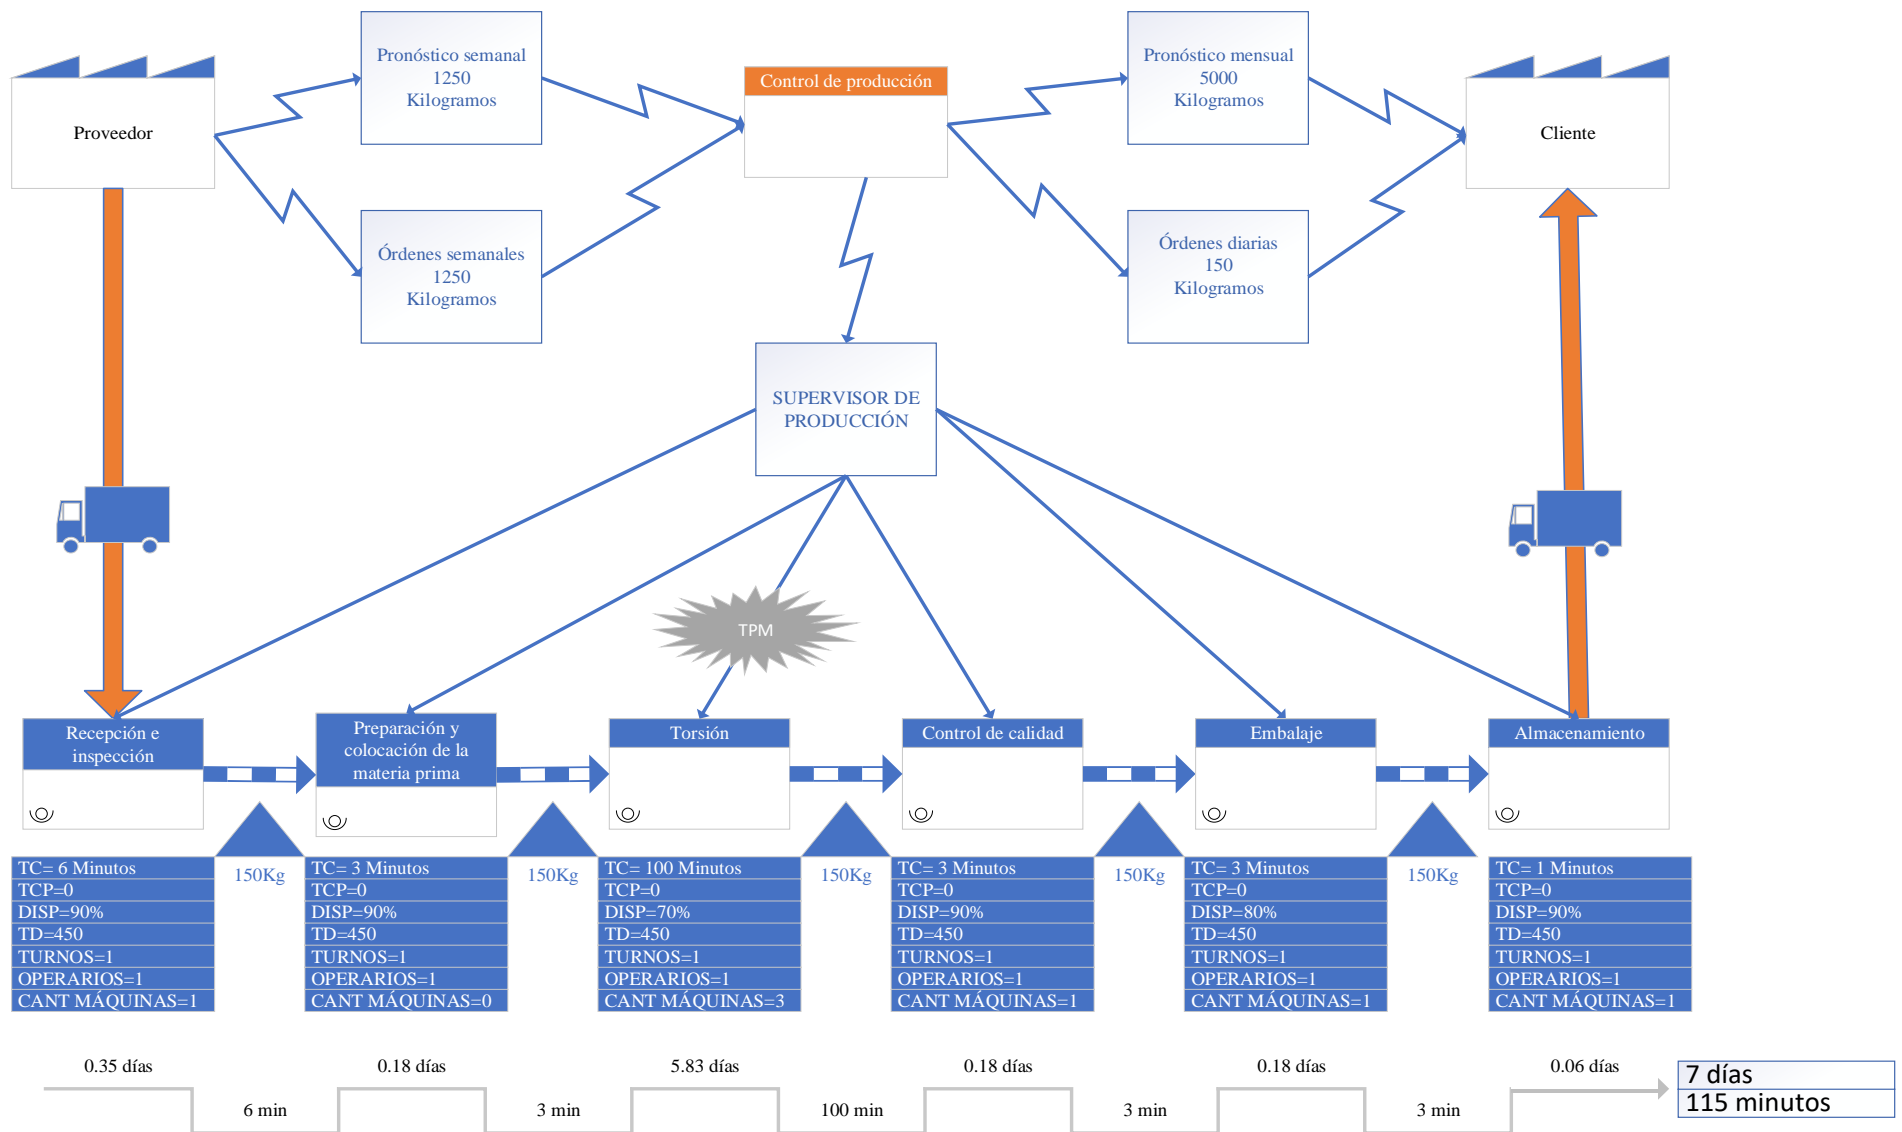 Pronóstico semanal
1250
Kilogramos
Pronóstico mensual
5000
Kilogramos
Control de producción
Proveedor
Cliente
Órdenes semanales
1250
Kilogramos
Órdenes diarias
150
Kilogramos
SUPERVISOR DE
PRODUCCIÓN
TPM
Recepción e
inspección
Preparación y
colocación de la
materia prima
Torsión
Control de calidad
Embalaje
Almacenamiento
TC= 6 Minutos
TCP=0
DISP=90%
TD=450
TURNOS=1
OPERARIOS=1
CANT MÁQUINAS=1
150Kg
TC= 3 Minutos
TCP=0
DISP=90%
TD=450
TURNOS=1
OPERARIOS=1
CANT MÁQUINAS=0
150Kg
TC= 100 Minutos
TCP=0
DISP=70%
TD=450
TURNOS=1
OPERARIOS=1
CANT MÁQUINAS=3
150Kg
TC= 3 Minutos
TCP=0
DISP=90%
TD=450
TURNOS=1
OPERARIOS=1
CANT MÁQUINAS=1
150Kg
TC= 3 Minutos
TCP=0
DISP=80%
TD=450
TURNOS=1
OPERARIOS=1
CANT MÁQUINAS=1
150Kg
TC= 1 Minutos
TCP=0
DISP=90%
TD=450
TURNOS=1
OPERARIOS=1
CANT MÁQUINAS=1
0.35 días
6 min
0.18 días
3 min
5.83 días
100 min
0.18 días
3 min
0.18 días
3 min
0.06 días
7 días
115 minutos